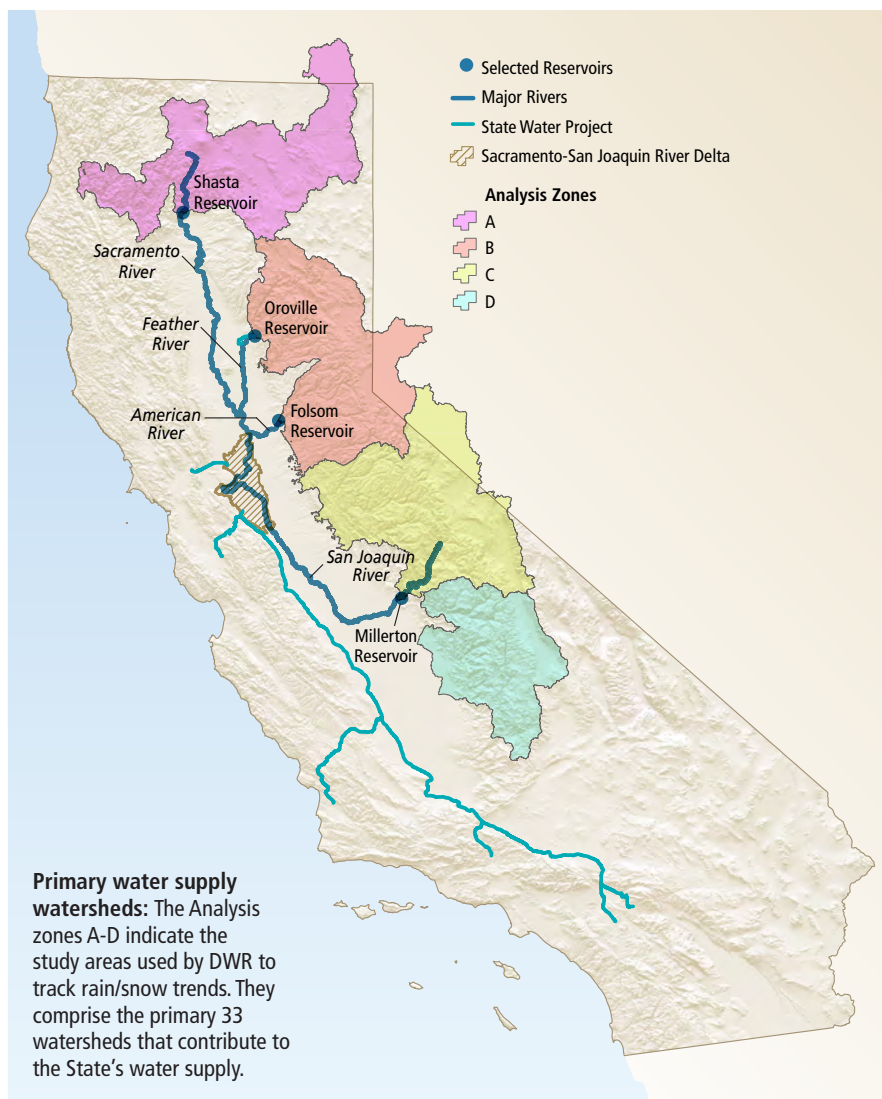 Selected Reservoirs
Major Rivers
State Water Project
Sacramento-San Joaquin River Delta
Analysis Zones
A
B
C
D
Shasta
Reservoir
Sacramento
River
Oroville
Reservoir
Feather
River
American
River
Folsom
Reservoir
San Joaquin
River
Millerton
Reservoir
Primary water supply
watersheds: The Analysis
zones A-D indicate the
study areas used by DWR to
track rain/snow trends. They
comprise the primary 33
watersheds that contribute to
the State's water supply.